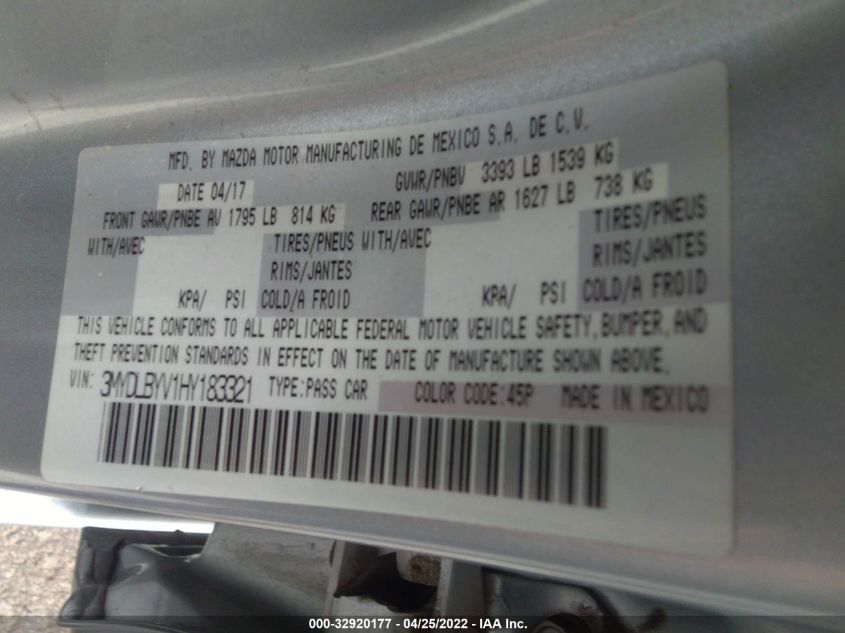 MFD. BY MAZDA MOTOR MANUFACTURING DE MEXICO S.A. DE C.V.
DATE 04/17 GVWR/PNBV 3393 LB 1539 KG
FRONT GAWR/PNBE AV 1795 LB 814 KG REAR GAWR/PNBE AR 1627 LB 738 KG
WITH/AVEC TIRES/PNEUS WITH/AVEC TIRES/PNEUS
RIMS/JANTES RIMS/JANTES
KPA/ PSI COLD/A FROID KPA/ PSI COLD/A FROID
THIS VEHICLE CONFORMS TO ALL APPLICABLE FEDERAL MOTOR VEHICLE SAFETY, BUMPER, AND
THEFT PREVENTION STANDARDS IN EFFECT ON THE DATE OF MANUFACTURE SHOWN ABOVE.
VIN: 3MYDLBYV1HY183321 TYPE:PASS CAR COLOR CODE:45P MADE IN MEXICO
000-32920177 - 04/25/2022 - IAA Inc.